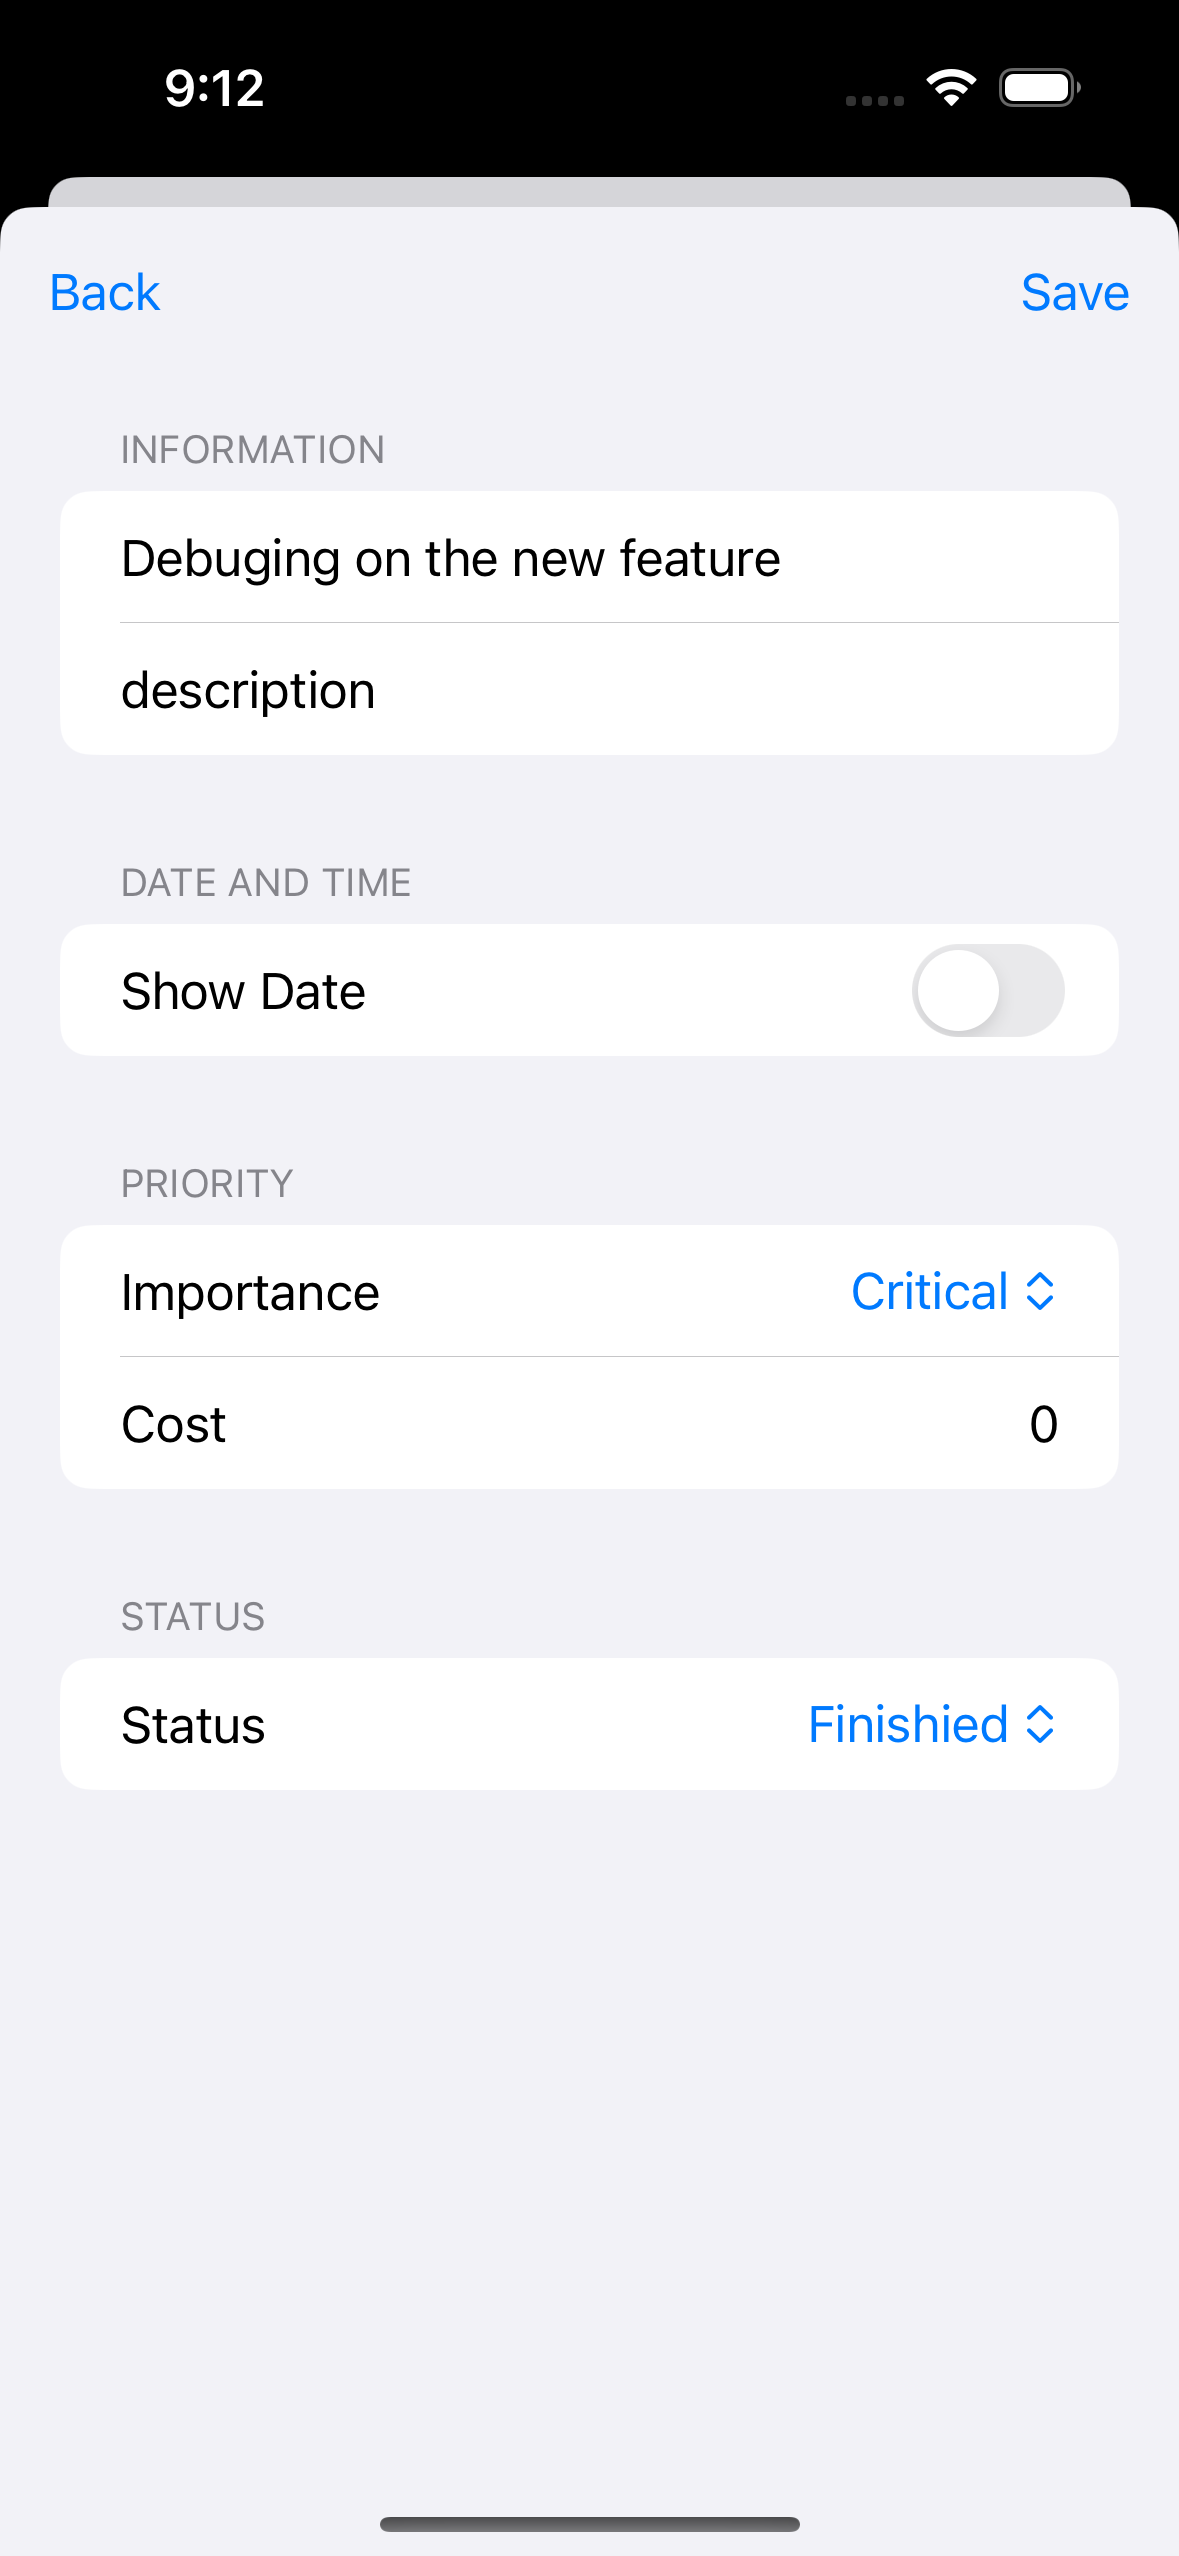 9:12
Back Save
INFORMATION
Debuging on the new feature
description
DATE AND TIME
Show Date
PRIORITY
Importance Critical
Cost 0
STATUS
Status Finishied